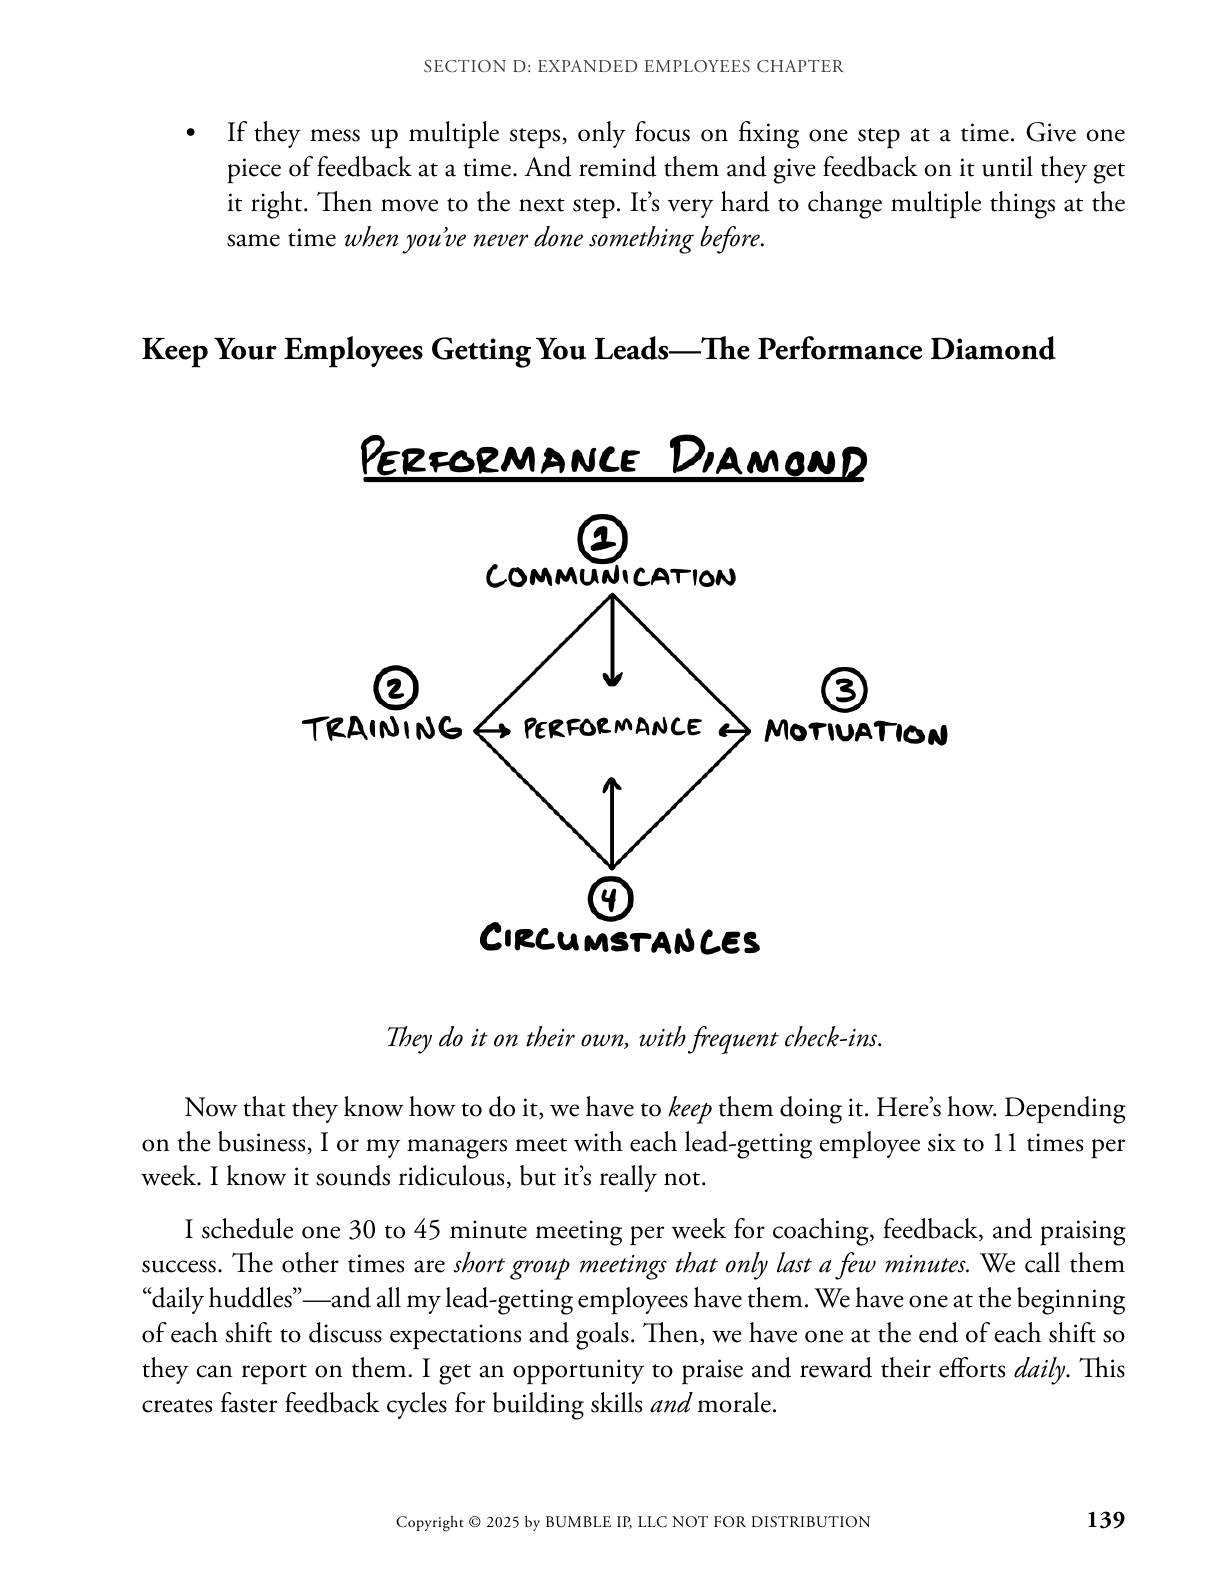 SECTION D: EXPANDED EMPLOYEES CHAPTER
• If they mess up multiple steps, only focus on fixing one step at a time. Give one
piece of feedback at a time. And remind them and give feedback on it until they get
it right. Then move to the next step. It’s very hard to change multiple things at the
same time when you’ve never done something before.
Keep Your Employees Getting You Leads—The Performance Diamond
PERFORMANCE DIAMOND
1
COMMUNICATION
2
TRAINING
PERFORMANCE
3
MOTIVATION
4
CIRCUMSTANCES
They do it on their own, with frequent check-ins.
Now that they know how to do it, we have to keep them doing it. Here’s how. Depending
on the business, I or my managers meet with each lead-getting employee six to 11 times per
week. I know it sounds ridiculous, but it’s really not.
I schedule one 30 to 45 minute meeting per week for coaching, feedback, and praising
success. The other times are short group meetings that only last a few minutes. We call them
“daily huddles”—and all my lead-getting employees have them. We have one at the beginning
of each shift to discuss expectations and goals. Then, we have one at the end of each shift so
they can report on them. I get an opportunity to praise and reward their efforts daily. This
creates faster feedback cycles for building skills and morale.
Copyright © 2025 by BUMBLE IP, LLC NOT FOR DISTRIBUTION
139